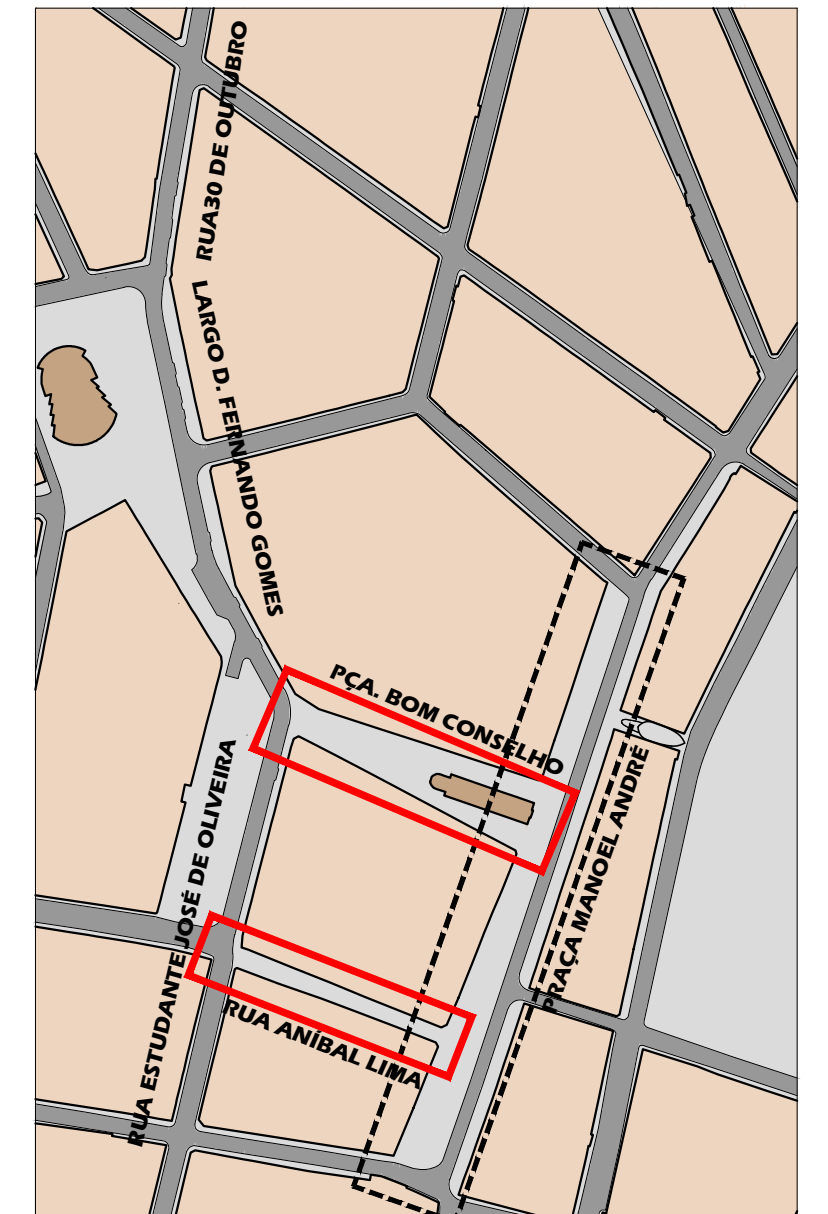 RUA30 DE OUTUBRO
LARGO D. FERNANDO GOMES
PÇA. BOM CONSELHO
RUA ESTUDANTE JOSÉ DE OLIVEIRA
PRAÇA MANOEL ANDRÉ
RUA ANÍBAL LIMA